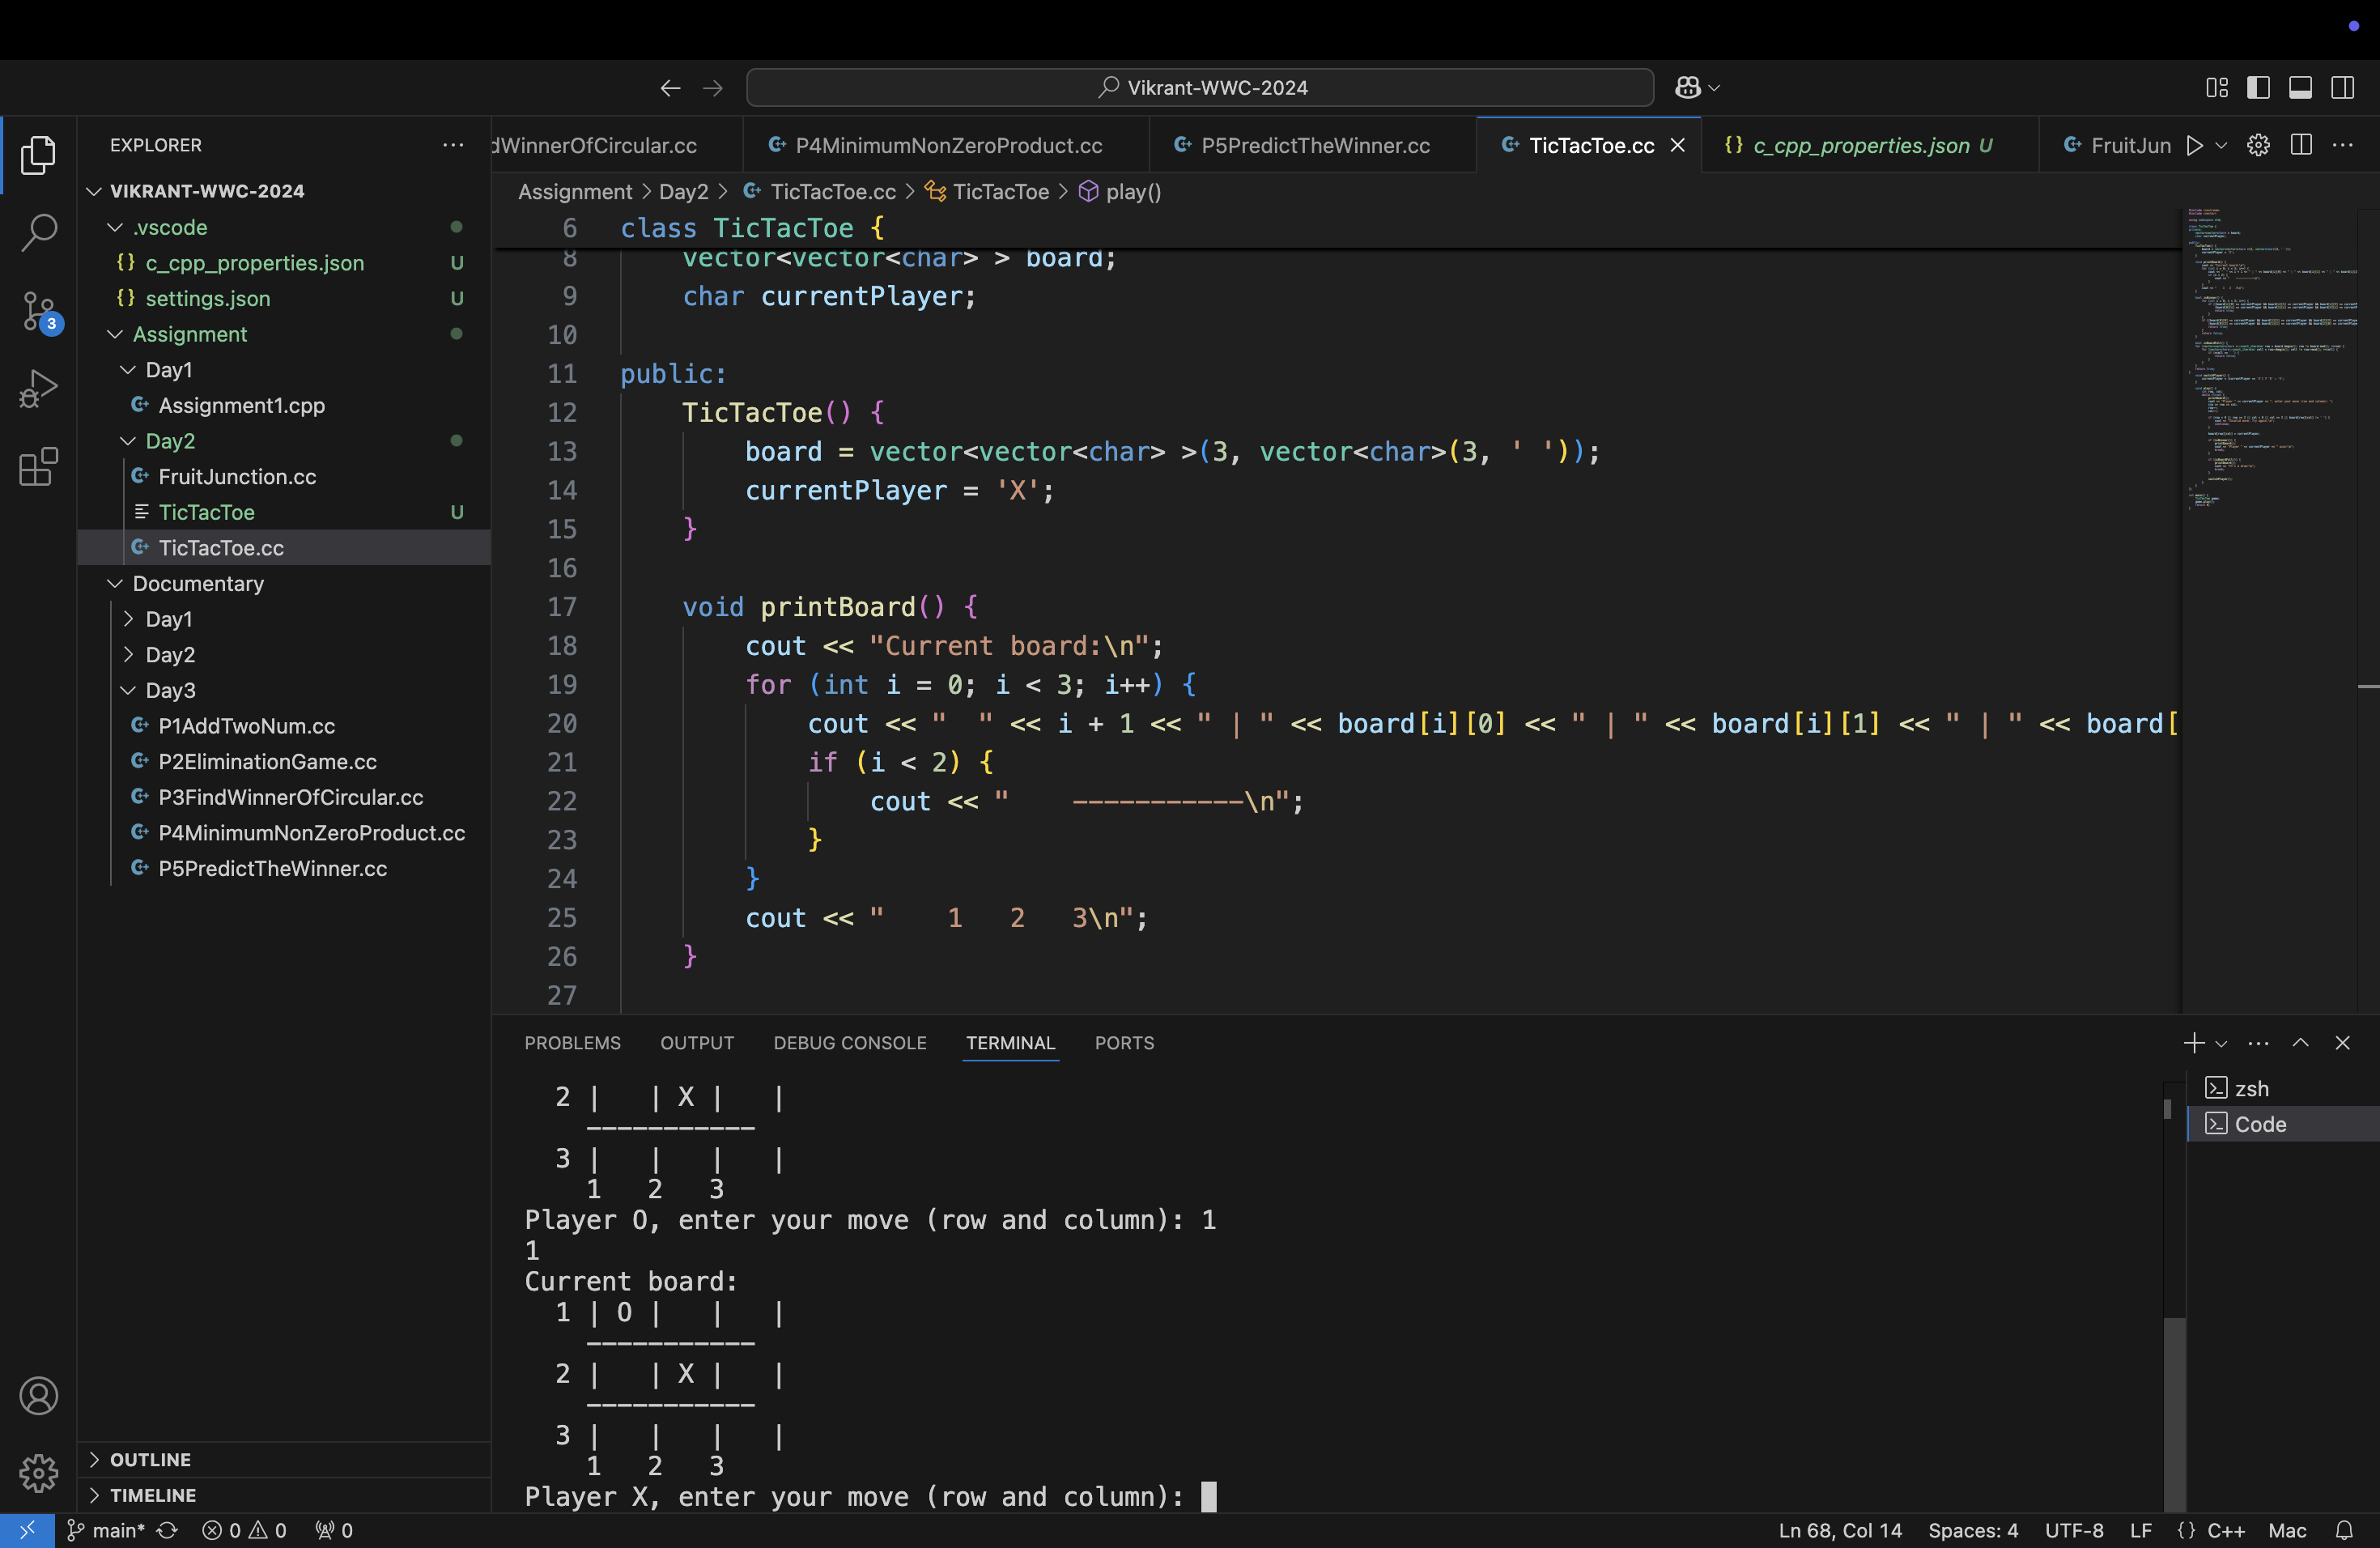 Vikrant-WWC-2024
EXPLORER
dWinnerOfCircular.cc
P4MinimumNonZeroProduct.cc
P5PredictTheWinner.cc
TicTacToe.cc
{} c_cpp_properties.json U
FruitJun
Assignment > Day2 > TicTacToe.cc > TicTacToe > play()
VIKRANT-WWC-2024
.vscode
{} c_cpp_properties.json U
{} settings.json U
Assignment
Day1
Assignment1.cpp
Day2
FruitJunction.cc
TicTacToe U
TicTacToe.cc
Documentary
Day1
Day2
Day3
P1AddTwoNum.cc
P2EliminationGame.cc
P3FindWinnerOfCircular.cc
P4MinimumNonZeroProduct.cc
P5PredictTheWinner.cc
OUTLINE
TIMELINE
3
6 class TicTacToe {
8 vector<vector<char> > board;
9 char currentPlayer;
10
11 public:
12 TicTacToe() {
13 board = vector<vector<char> >(3, vector<char>(3, ' '));
14 currentPlayer = 'X';
15 }
16
17 void printBoard() {
18 cout << "Current board:\n";
19 for (int i = 0; i < 3; i++) {
20 cout << "  " << i + 1 << " | " << board[i][0] << " | " << board[i][1] << " | " << board[
21 if (i < 2) {
22 cout << "    -----------\n";
23 }
24 }
25 cout << "    1   2   3\n";
26 }
27
PROBLEMS OUTPUT DEBUG CONSOLE TERMINAL PORTS
2 |   | X |   |
-----------
3 |   |   |   |
1   2   3
Player O, enter your move (row and column): 1
1
Current board:
1 | O |   |   |
-----------
2 |   | X |   |
-----------
3 |   |   |   |
1   2   3
Player X, enter your move (row and column):
zsh
Code
main* 0 0 0
Ln 68, Col 14 Spaces: 4 UTF-8 LF {} C++ Mac